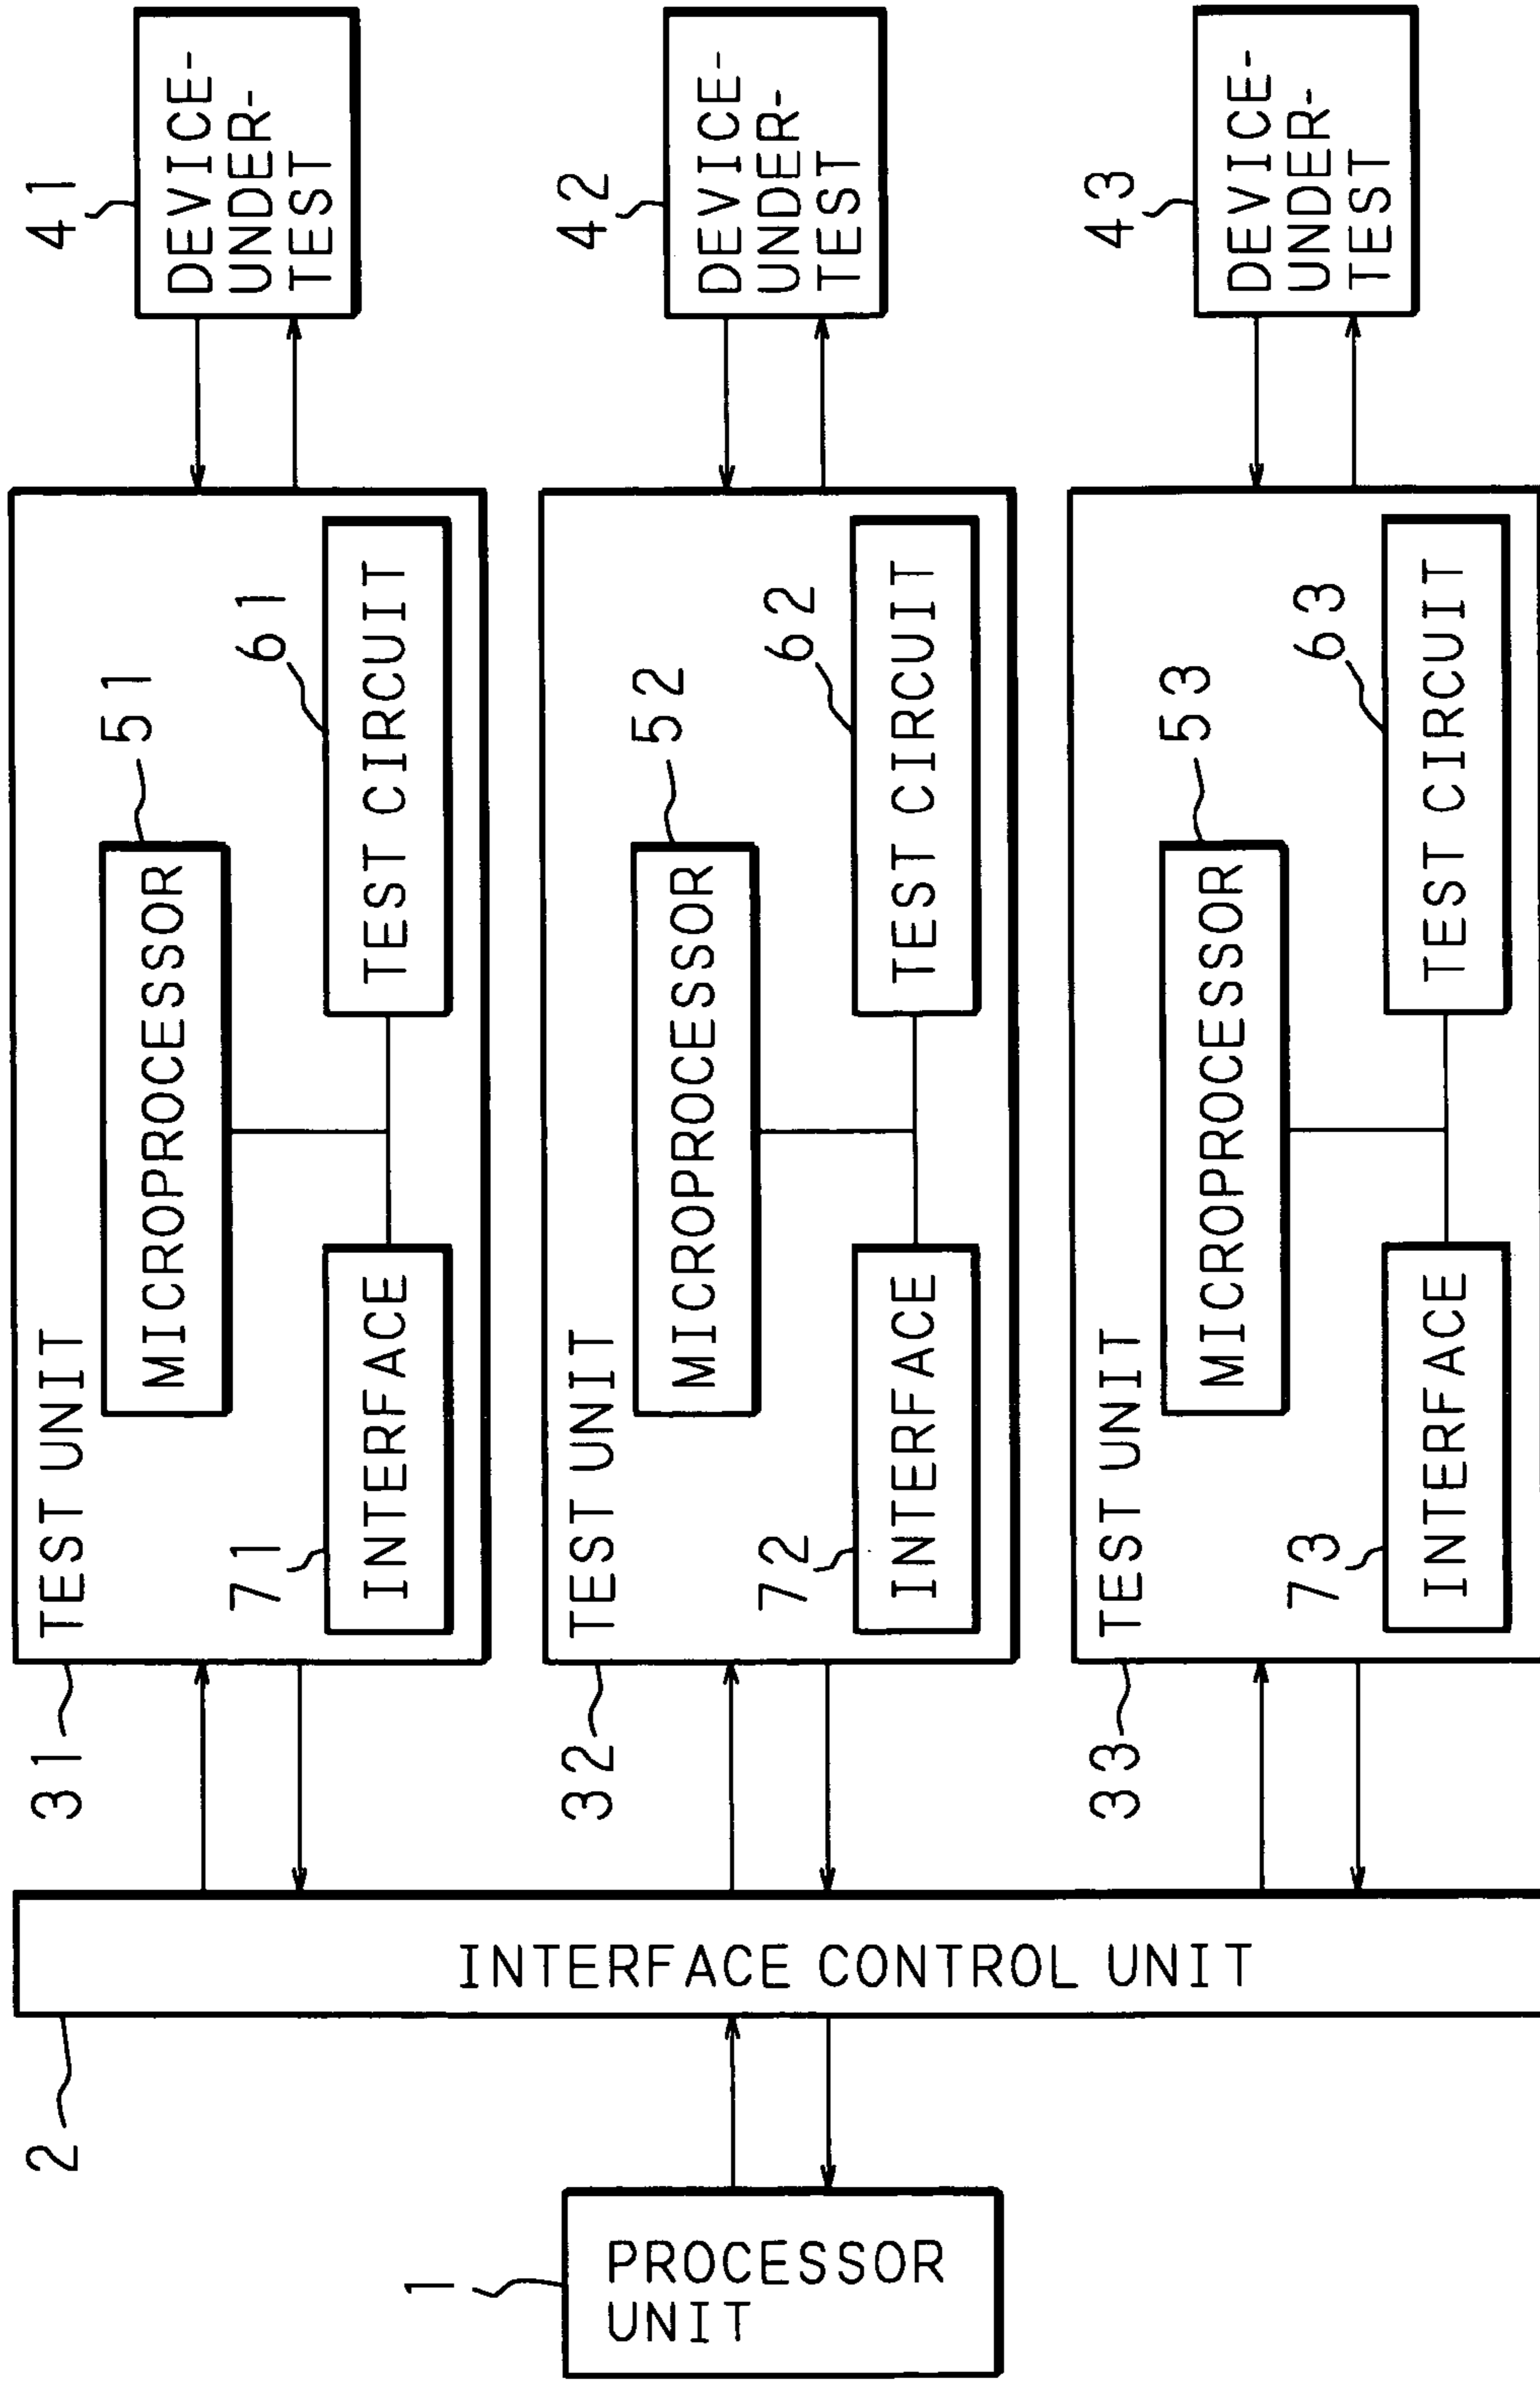 41
DEVICE-
UNDER-
TEST
42
DEVICE-
UNDER-
TEST
43
DEVICE-
UNDER-
TEST
31
TEST UNIT
51
MICROPROCESSOR
61
TEST CIRCUIT
71
INTERFACE
32
TEST UNIT
52
MICROPROCESSOR
62
TEST CIRCUIT
72
INTERFACE
33
TEST UNIT
53
MICROPROCESSOR
63
TEST CIRCUIT
73
INTERFACE
2
INTERFACE CONTROL UNIT
1
PROCESSOR
UNIT